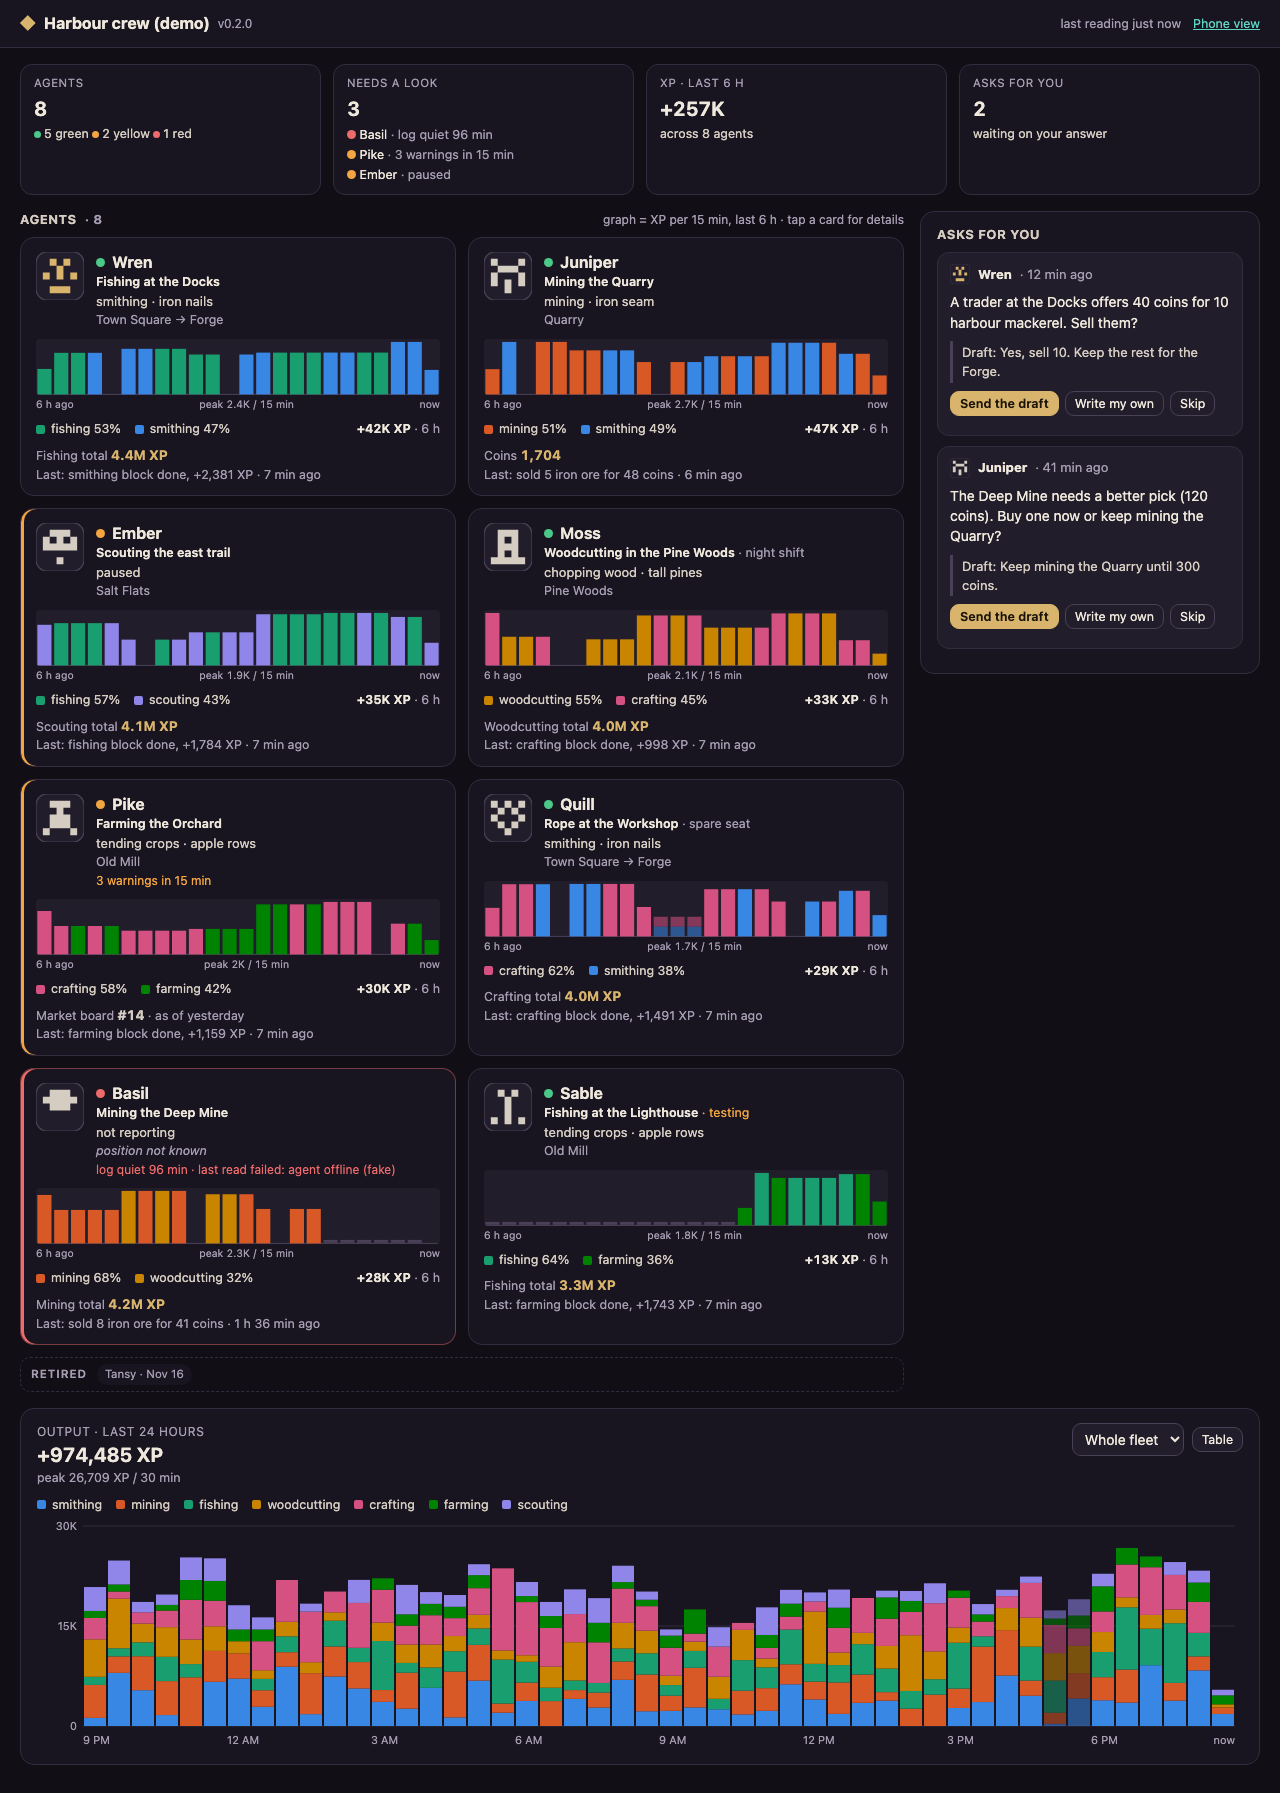 Harbour crew (demo) v0.2.0
last reading just now Phone view
AGENTS
8
5 green 2 yellow 1 red
NEEDS A LOOK
3
Basil · log quiet 96 min
Pike · 3 warnings in 15 min
Ember · paused
XP · LAST 6 H
+257K
across 8 agents
ASKS FOR YOU
2
waiting on your answer
AGENTS · 8
graph = XP per 15 min, last 6 h · tap a card for details
Wren
Fishing at the Docks
smithing · iron nails
Town Square → Forge
6 h ago peak 2.4K / 15 min now
fishing 53% smithing 47% +42K XP · 6 h
Fishing total 4.4M XP
Last: smithing block done, +2,381 XP · 7 min ago
Juniper
Mining the Quarry
mining · iron seam
Quarry
6 h ago peak 2.7K / 15 min now
mining 51% smithing 49% +47K XP · 6 h
Coins 1,704
Last: sold 5 iron ore for 48 coins · 6 min ago
Ember
Scouting the east trail
paused
Salt Flats
6 h ago peak 1.9K / 15 min now
fishing 57% scouting 43% +35K XP · 6 h
Scouting total 4.1M XP
Last: fishing block done, +1,784 XP · 7 min ago
Moss
Woodcutting in the Pine Woods · night shift
chopping wood · tall pines
Pine Woods
6 h ago peak 2.1K / 15 min now
woodcutting 55% crafting 45% +33K XP · 6 h
Woodcutting total 4.0M XP
Last: crafting block done, +998 XP · 7 min ago
Pike
Farming the Orchard
tending crops · apple rows
Old Mill
3 warnings in 15 min
6 h ago peak 2K / 15 min now
crafting 58% farming 42% +30K XP · 6 h
Market board #14 · as of yesterday
Last: farming block done, +1,159 XP · 7 min ago
Quill
Rope at the Workshop · spare seat
smithing · iron nails
Town Square → Forge
6 h ago peak 1.7K / 15 min now
crafting 62% smithing 38% +29K XP · 6 h
Crafting total 4.0M XP
Last: crafting block done, +1,491 XP · 7 min ago
Basil
Mining the Deep Mine
not reporting
position not known
log quiet 96 min · last read failed: agent offline (fake)
6 h ago peak 2.3K / 15 min now
mining 68% woodcutting 32% +28K XP · 6 h
Mining total 4.2M XP
Last: sold 8 iron ore for 41 coins · 1 h 36 min ago
Sable
Fishing at the Lighthouse · testing
tending crops · apple rows
Old Mill
6 h ago peak 1.8K / 15 min now
fishing 64% farming 36% +13K XP · 6 h
Fishing total 3.3M XP
Last: farming block done, +1,743 XP · 7 min ago
RETIRED Tansy · Nov 16
ASKS FOR YOU
Wren · 12 min ago
A trader at the Docks offers 40 coins for 10
harbour mackerel. Sell them?
Draft: Yes, sell 10. Keep the rest for the
Forge.
Send the draft Write my own Skip
Juniper · 41 min ago
The Deep Mine needs a better pick (120
coins). Buy one now or keep mining the
Quarry?
Draft: Keep mining the Quarry until 300
coins.
Send the draft Write my own Skip
OUTPUT · LAST 24 HOURS
+974,485 XP
peak 26,709 XP / 30 min
Whole fleet Table
smithing mining fishing woodcutting crafting farming scouting
30K
15K
0
9 PM 12 AM 3 AM 6 AM 9 AM 12 PM 3 PM 6 PM now